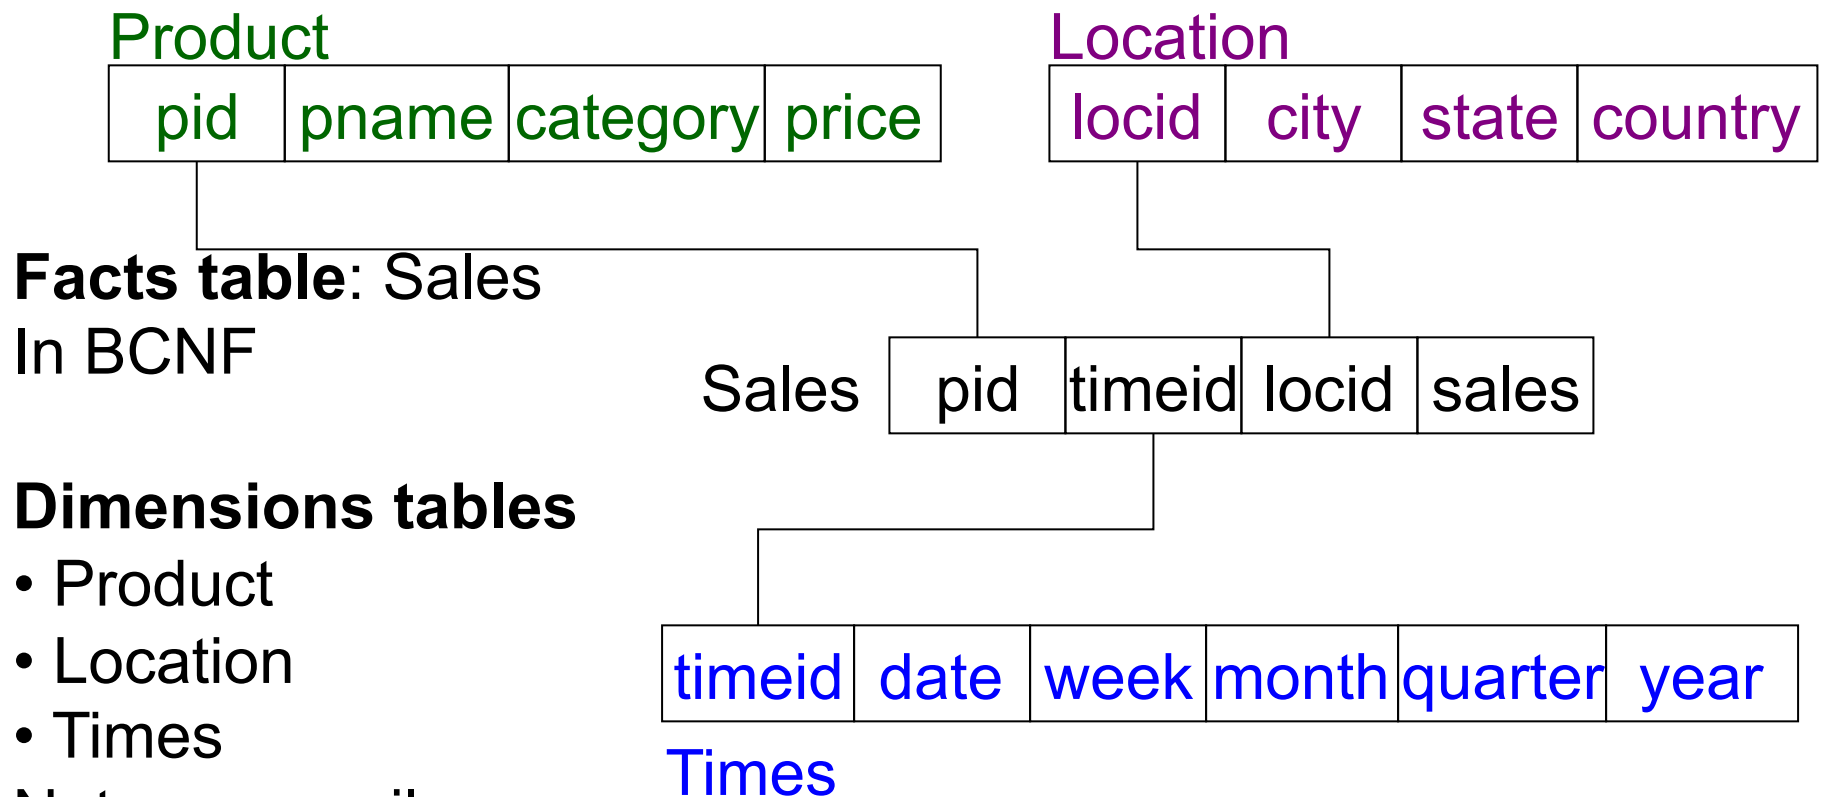 Product
pid pname category price
Location
locid city state country
Facts table: Sales
In BCNF
Sales pid timeid locid sales
Dimensions tables
• Product
• Location
• Times
timeid date week month quarter year
Times